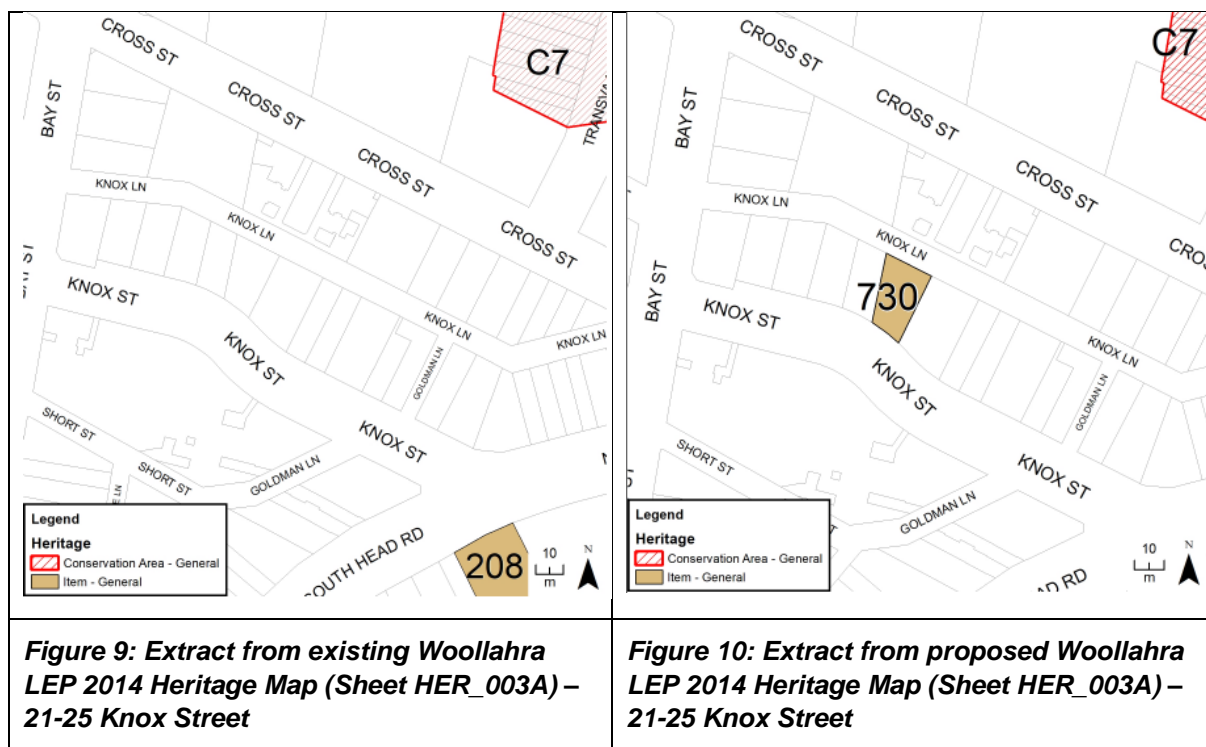 CROSS ST
CROSS ST
CROSS ST
CROSS ST
C7
BAY ST
KNOX LN
KNOX LN
KNOX LN
KNOX LN
KNOX ST
KNOX ST
KNOX ST
GOLDMAN LN
GOLDMAN LN
SHORT ST
SHORT ST
SOUTH HEAD RD
208
Legend
Heritage
Conservation Area - General
Item - General
10
m
N
Figure 9: Extract from existing Woollahra
LEP 2014 Heritage Map (Sheet HER_003A) –
21-25 Knox Street
CROSS ST
CROSS ST
CROSS ST
C7
BAY ST
BAY ST
KNOX LN
KNOX LN
KNOX LN
730
KNOX ST
KNOX ST
KNOX ST
GOLDMAN LN
GOLDMAN LN
SHORT ST
RD
Legend
Heritage
Conservation Area - General
Item - General
10
m
N
Figure 10: Extract from proposed Woollahra
LEP 2014 Heritage Map (Sheet HER_003A) –
21-25 Knox Street